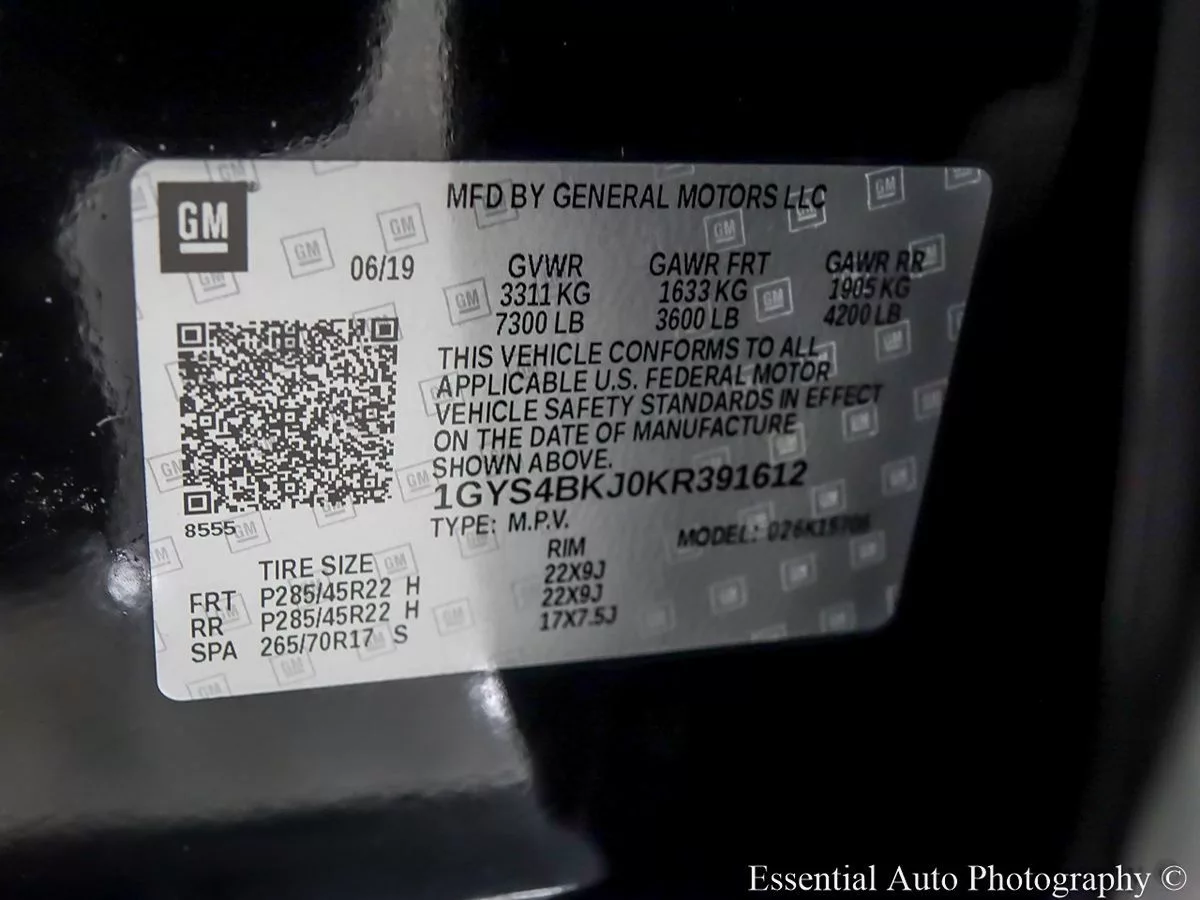 GM
MFD BY GENERAL MOTORS LLC
06/19
GVWR GAWR FRT GAWR RR
3311 KG 1633 KG 1905 KG
7300 LB 3600 LB 4200 LB
THIS VEHICLE CONFORMS TO ALL
APPLICABLE U.S. FEDERAL MOTOR
VEHICLE SAFETY STANDARDS IN EFFECT
ON THE DATE OF MANUFACTURE
SHOWN ABOVE.
1GYS4BKJ0KR391612
8555
TYPE: M.P.V. MODEL:
TIRE SIZE RIM
FRT P285/45R22 H 22X9J
RR P285/45R22 H 22X9J
SPA 265/70R17 S 17X7.5J
Essential Auto Photography ©